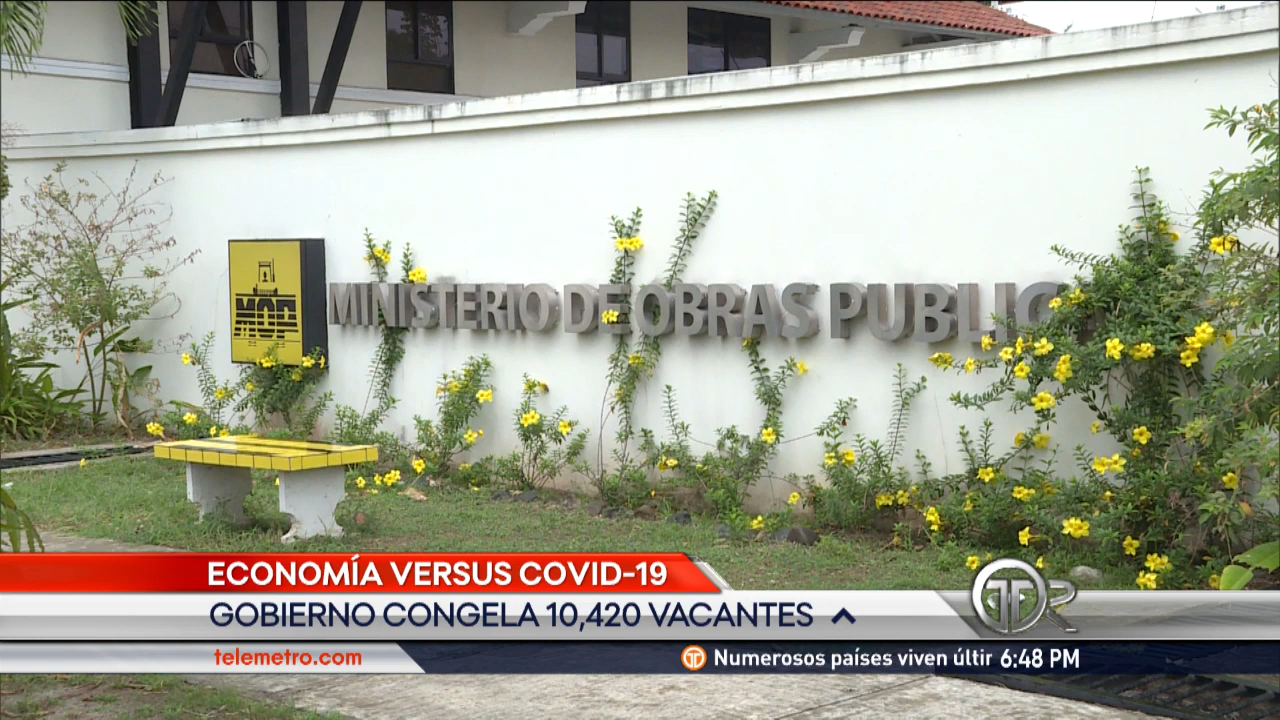 MOP
MINISTERIO DE OBRAS PUBLIC
ECONOMÍA VERSUS COVID-19
GOBIERNO CONGELA 10,420 VACANTES
TR
telemetro.com
Numerosos países viven últir 6:48 PM